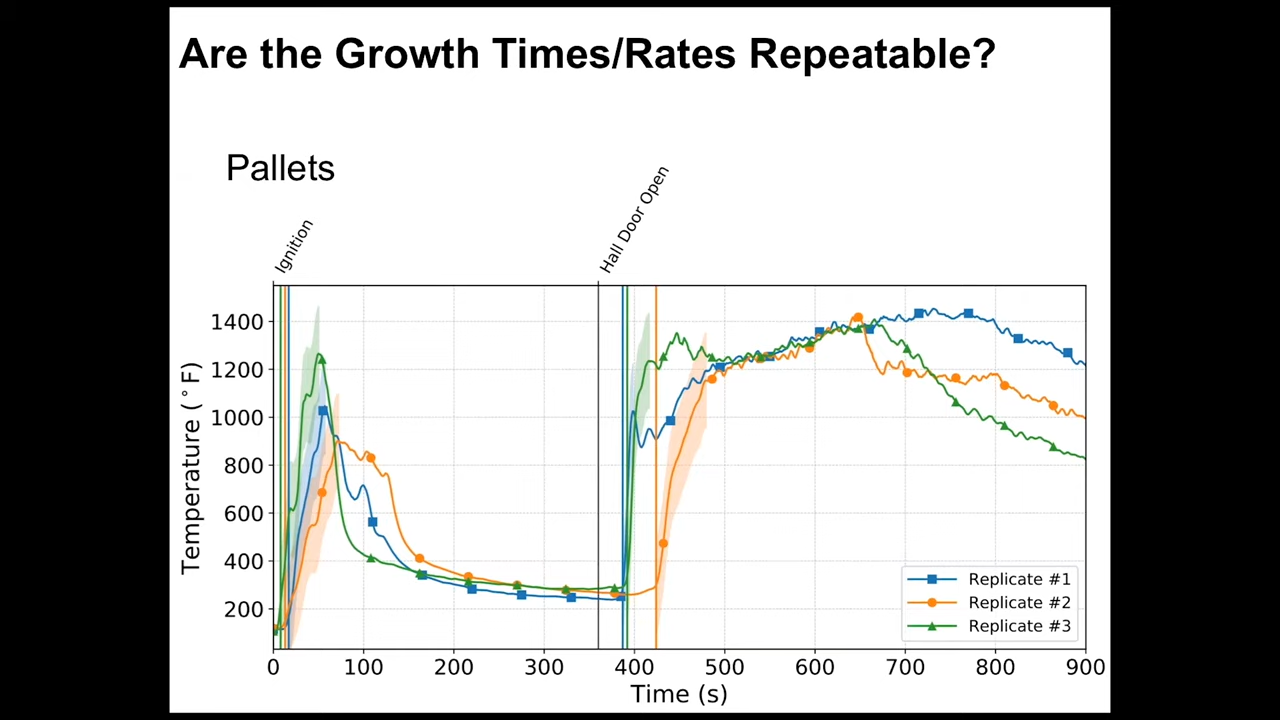 Are the Growth Times/Rates Repeatable?
Pallets
Ignition
Hall Door Open
Temperature (°F)
1400
1200
1000
800
600
400
200
0 100 200 300 400 500 600 700 800 900
Time (s)
Replicate #1
Replicate #2
Replicate #3